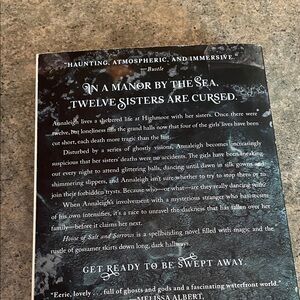 "HAUNTING, ATMOSPHERIC, AND IMMERSIVE."
—Bustle
IN A MANOR BY THE SEA,
TWELVE SISTERS ARE CURSED.
Annaleigh lives a sheltered life at Highmoor with her sisters. Once there were
twelve, but loneliness fills the grand halls now that four of the girls' lives have been
cut short, each death more tragic than the last.
Disturbed by a series of ghostly visions, Annaleigh becomes increasingly
suspicious that her sisters' deaths were no accidents. The girls have been sneaking
out every night to attend glittering balls, dancing until dawn in silk gowns and
shimmering slippers, and Annaleigh isn't sure whether to try to stop them or to
join their forbidden trysts. Because who—or what—are they really dancing with?
When Annaleigh's involvement with a mysterious stranger who has secrets
of his own intensifies, it's a race to unravel the darkness that has fallen over her
family—before it claims her next.
House of Salt and Sorrows is a spellbinding novel filled with magic and the
rustle of gossamer skirts down long, dark hallways.
GET READY TO BE SWEPT AWAY.
"Eerie, lovely . . . full of ghosts and gods and a fascinating waterfront world."
—MELISSA ALBERT,